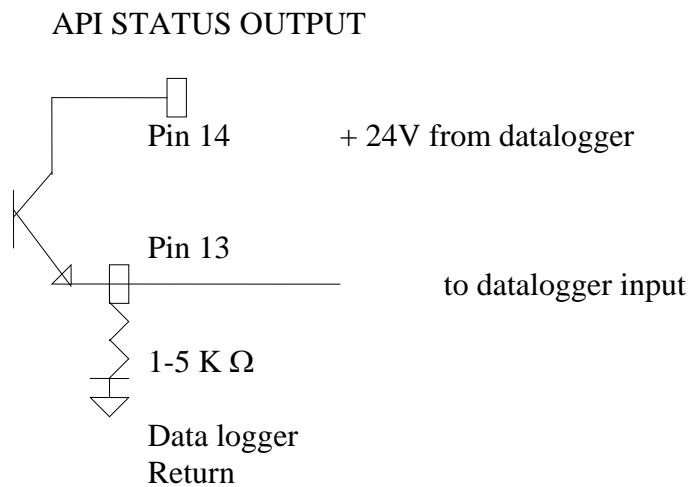 API STATUS OUTPUT
Pin 14
+ 24V from datalogger
Pin 13
to datalogger input
1-5 K Ω
Data logger
Return